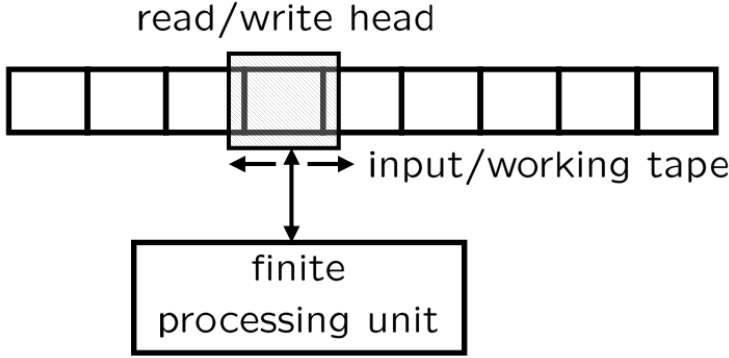 read/write head
input/working tape
finite
processing unit